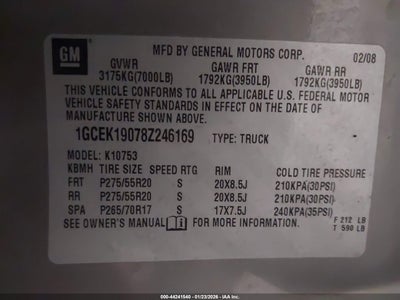 GM
MFD BY GENERAL MOTORS CORP. 02/08
GVWR GAWR FRT GAWR RR
3175KG(7000LB) 1792KG(3950LB) 1792KG(3950LB)
THIS VEHICLE CONFORMS TO ALL APPLICABLE U.S. FEDERAL MOTOR
VEHICLE SAFETY STANDARDS IN EFFECT ON THE DATE OF
MANUFACTURE SHOWN ABOVE.
1GCEK19078Z246169 TYPE: TRUCK
MODEL: K10753
KBMH TIRE SIZE SPEED RTG RIM COLD TIRE PRESSURE
FRT P275/55R20 S 20X8.5J 210KPA(30PSI)
RR P275/55R20 S 20X8.5J 210KPA(30PSI)
SPA P265/70R17 S 17X7.5J 240KPA(35PSI)
SEE OWNER'S MANUAL FOR MORE INFORMATION. F 212 LB
T 590 LB
000-44241540 - 01/23/2026 - IAAI.COM